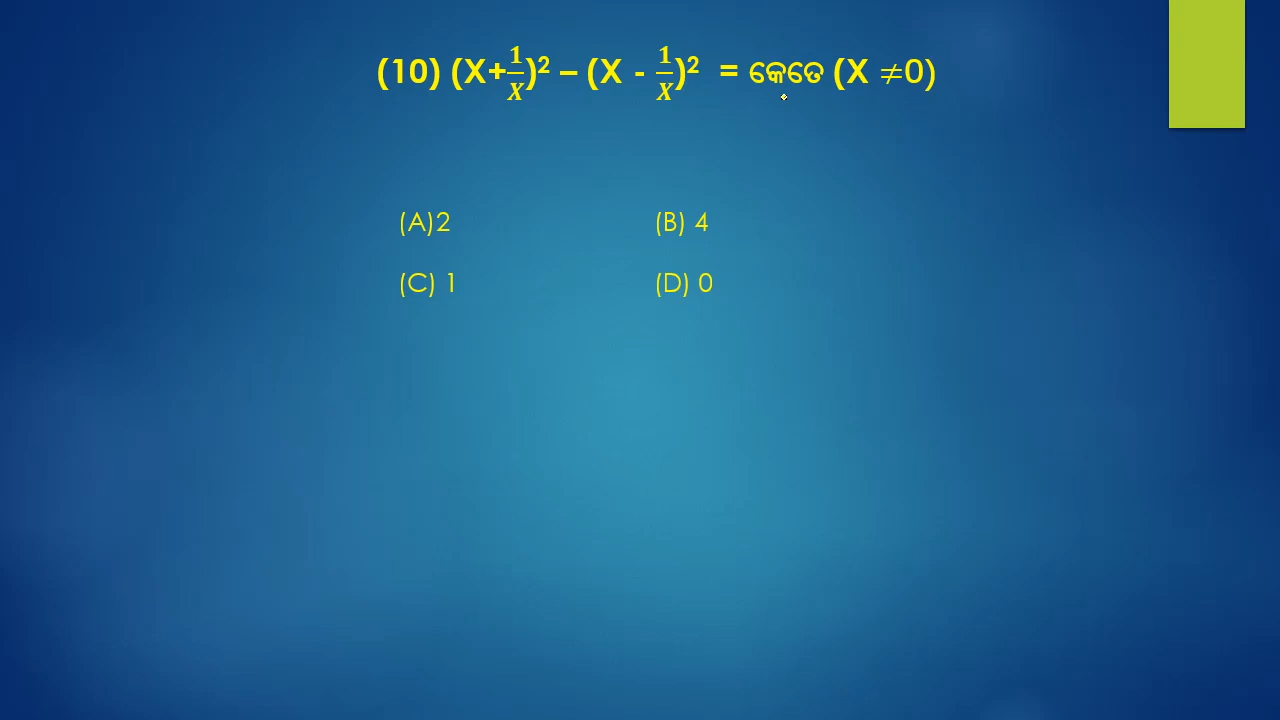 (10) (X+1/X)² – (X - 1/X)² = କେତେ (X ≠0)
(A)2 (B) 4
(C) 1 (D) 0